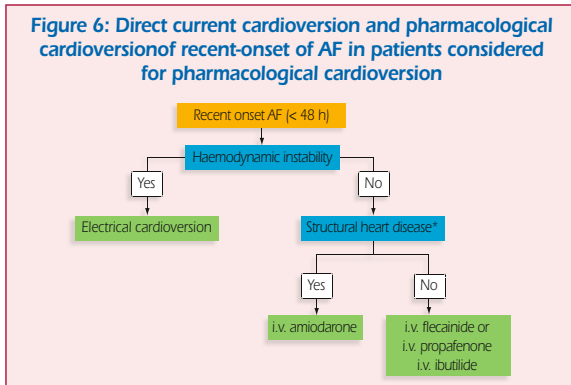 Figure 6: Direct current cardioversion and pharmacological
cardioversionof recent-onset of AF in patients considered
for pharmacological cardioversion
Recent onset AF (< 48 h)
Haemodynamic instability
Yes
No
Electrical cardioversion
Structural heart disease*
Yes
No
i.v. amiodarone
i.v. flecainide or
i.v. propafenone
i.v. ibutilide